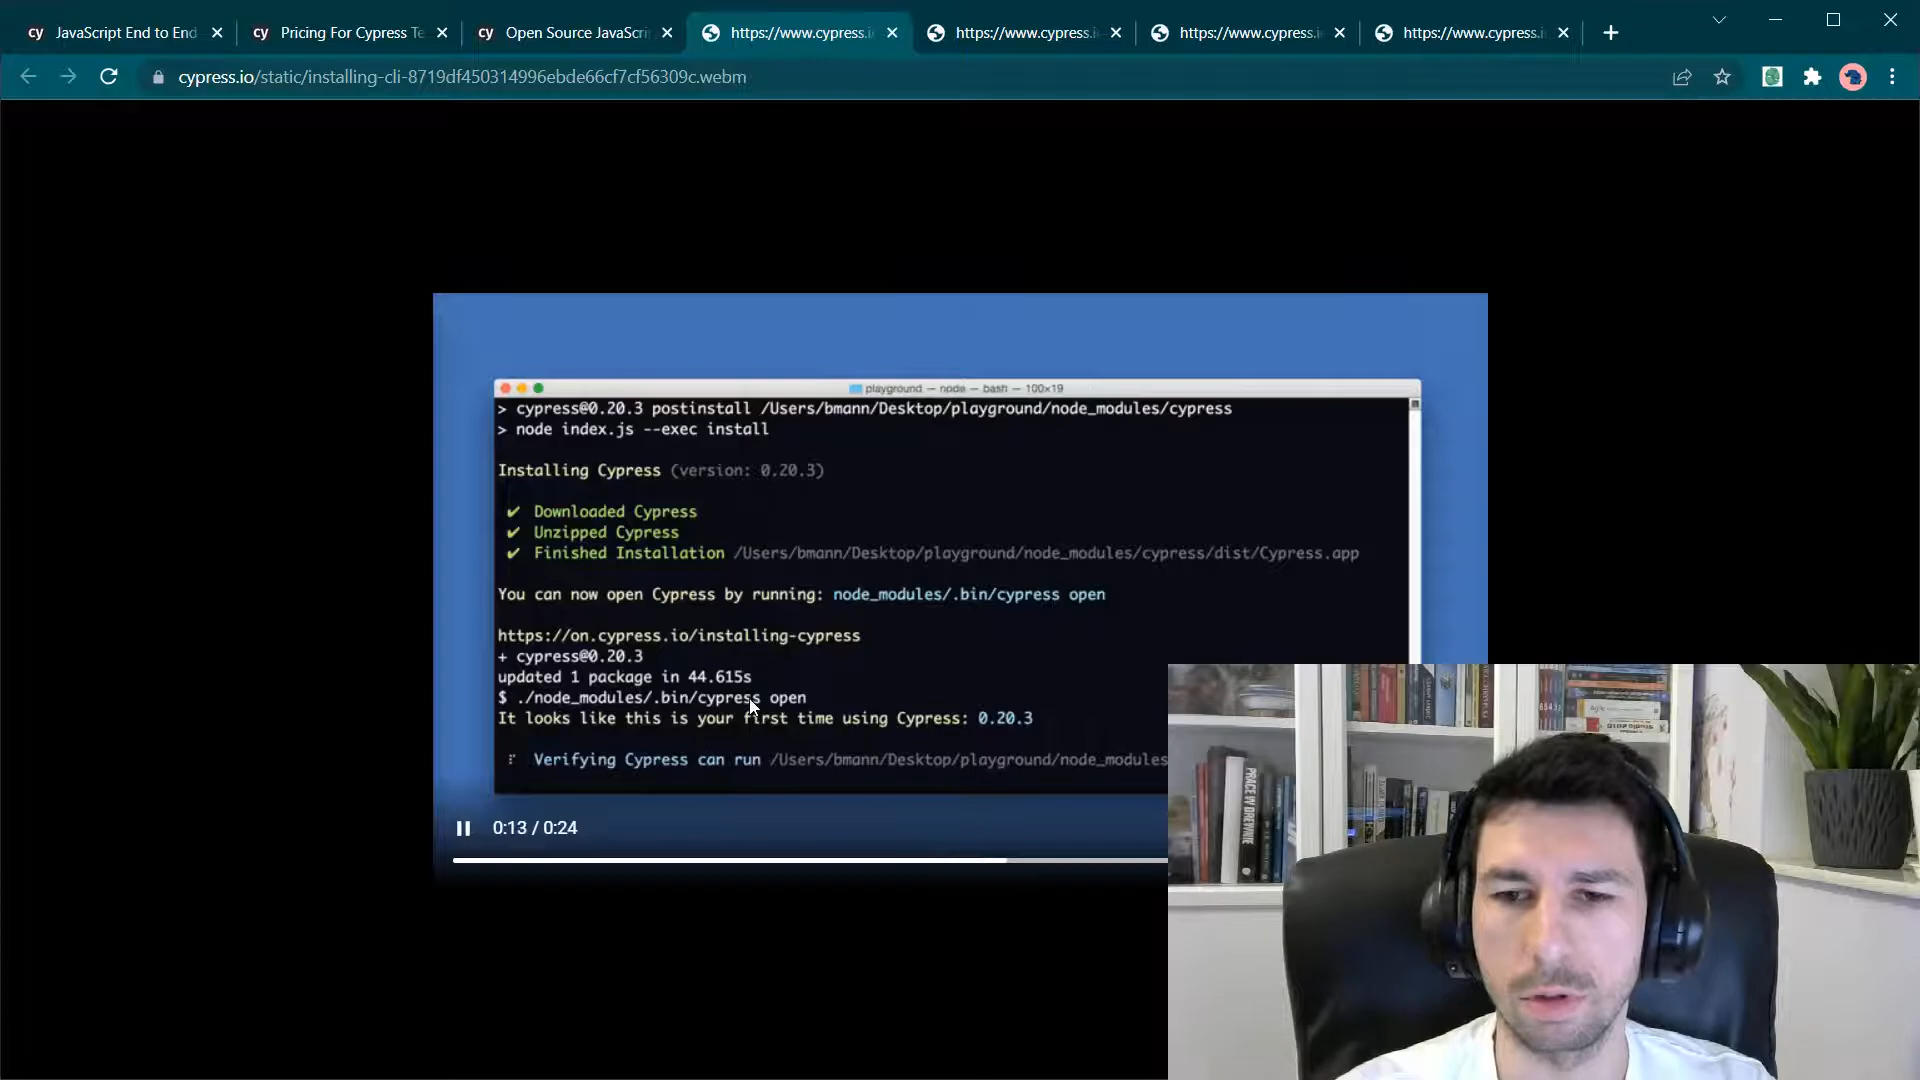 cy JavaScript End to End
cy Pricing For Cypress Te
cy Open Source JavaScri
https://www.cypress.i
https://www.cypress.i
https://www.cypress.i
https://www.cypress.i
cypress.io/static/installing-cli-8719df450314996ebde66cf7cf56309c.webm
playground — node — bash — 100×19
> cypress@0.20.3 postinstall /Users/bmann/Desktop/playground/node_modules/cypress
> node index.js --exec install
Installing Cypress (version: 0.20.3)
✔ Downloaded Cypress
✔ Unzipped Cypress
✔ Finished Installation /Users/bmann/Desktop/playground/node_modules/cypress/dist/Cypress.app
You can now open Cypress by running: node_modules/.bin/cypress open
https://on.cypress.io/installing-cypress
+ cypress@0.20.3
updated 1 package in 44.615s
$ ./node_modules/.bin/cypress open
It looks like this is your first time using Cypress: 0.20.3
Verifying Cypress can run /Users/bmann/Desktop/playground/node_modules
0:13 / 0:24
PRACE W DREWNIE